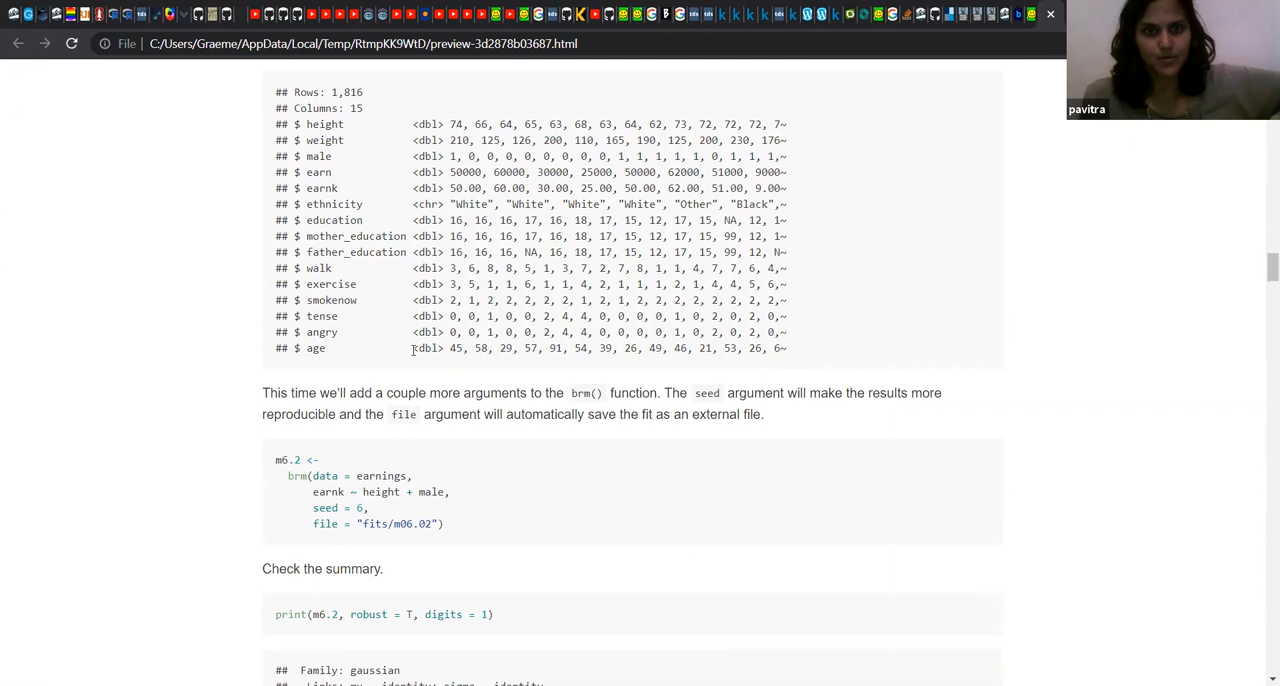 File
C:/Users/Graeme/AppData/Local/Temp/RtmpKK9WtD/preview-3d2878b03687.html
pavitra
## Rows: 1,816
## Columns: 15
## $ height <dbl> 74, 66, 64, 65, 63, 68, 63, 64, 62, 73, 72, 72, 72, 7~
## $ weight <dbl> 210, 125, 126, 200, 110, 165, 190, 125, 200, 230, 176~
## $ male <dbl> 1, 0, 0, 0, 0, 0, 0, 0, 1, 1, 1, 1, 1, 0, 1, 1, 1,~
## $ earn <dbl> 50000, 60000, 30000, 25000, 50000, 62000, 51000, 9000~
## $ earnk <dbl> 50.00, 60.00, 30.00, 25.00, 50.00, 62.00, 51.00, 9.00~
## $ ethnicity <chr> "White", "White", "White", "White", "Other", "Black",~
## $ education <dbl> 16, 16, 16, 17, 16, 18, 17, 15, 12, 17, 15, NA, 12, 1~
## $ mother_education <dbl> 16, 16, 16, 17, 16, 18, 17, 15, 12, 17, 15, 99, 12, 1~
## $ father_education <dbl> 16, 16, 16, NA, 16, 18, 17, 15, 12, 17, 15, 99, 12, N~
## $ walk <dbl> 3, 6, 8, 8, 5, 1, 3, 7, 2, 7, 8, 1, 1, 4, 7, 7, 6, 4,~
## $ exercise <dbl> 3, 5, 1, 1, 6, 1, 1, 4, 2, 1, 1, 1, 2, 1, 4, 4, 5, 6,~
## $ smokenow <dbl> 2, 1, 2, 2, 2, 2, 2, 1, 2, 1, 2, 2, 2, 2, 2, 2, 2, 2,~
## $ tense <dbl> 0, 0, 1, 0, 0, 2, 4, 4, 0, 0, 0, 0, 1, 0, 2, 0, 2, 0,~
## $ angry <dbl> 0, 0, 1, 0, 0, 2, 4, 4, 0, 0, 0, 0, 1, 0, 2, 0, 2, 0,~
## $ age <dbl> 45, 58, 29, 57, 91, 54, 39, 26, 49, 46, 21, 53, 26, 6~
This time we'll add a couple more arguments to the brm() function. The seed argument will make the results more
reproducible and the file argument will automatically save the fit as an external file.
m6.2 <-
brm(data = earnings,
earnk ~ height + male,
seed = 6,
file = "fits/m06.02")
Check the summary.
print(m6.2, robust = T, digits = 1)
## Family: gaussian